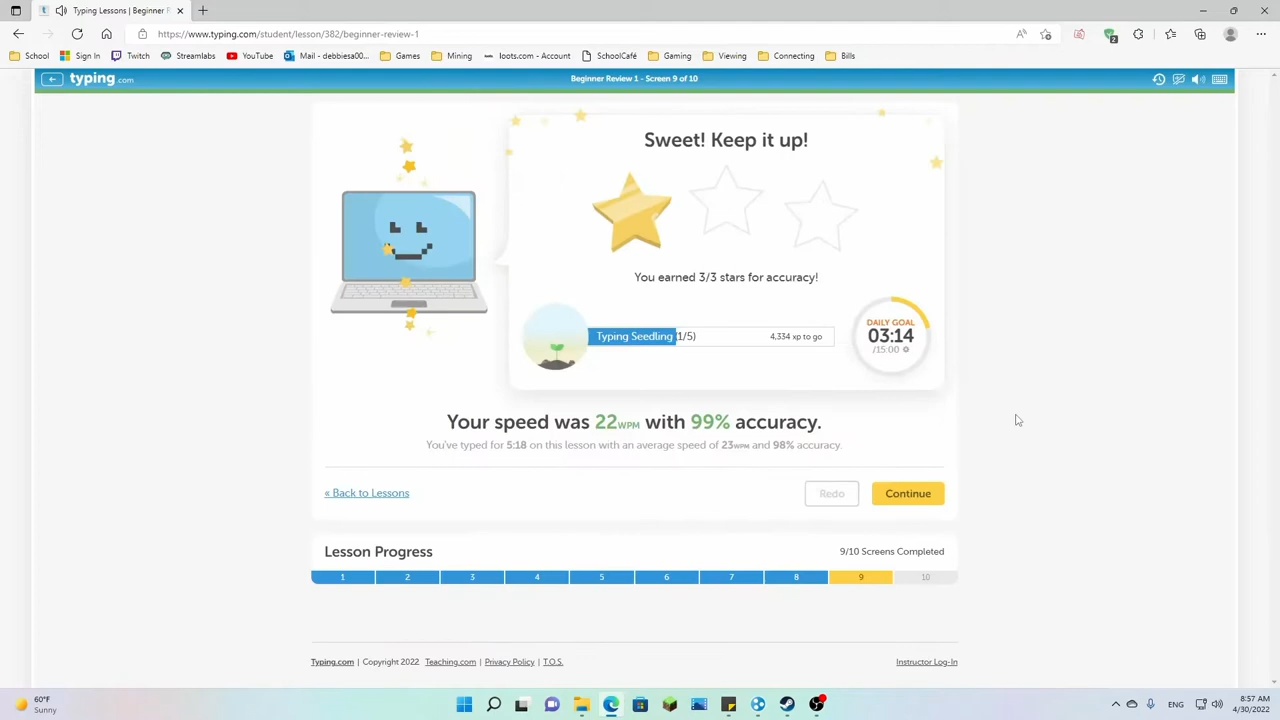 Typing Lessons | Beginner R
https://www.typing.com/student/lesson/382/beginner-review-1
School
Sign In
Twitch
Streamlabs
YouTube
Mail - debbiesa00...
Games
Mining
loots.com - Account
SchoolCafé
Gaming
Viewing
Connecting
Bills
typing.com
Beginner Review 1 - Screen 9 of 10
Sweet! Keep it up!
You earned 3/3 stars for accuracy!
Typing Seedling (1/5)
4,334 xp to go
DAILY GOAL
03:14
/15:00
Your speed was 22WPM with 99% accuracy.
You've typed for 5:18 on this lesson with an average speed of 23WPM and 98% accuracy.
« Back to Lessons
Redo
Continue
Lesson Progress
9/10 Screens Completed
1 2 3 4 5 6 7 8 9 10
Typing.com | Copyright 2022 Teaching.com | Privacy Policy | T.O.S.
Instructor Log-In
60°F
Sunny
ENG
8:57 AM
4/30/2022